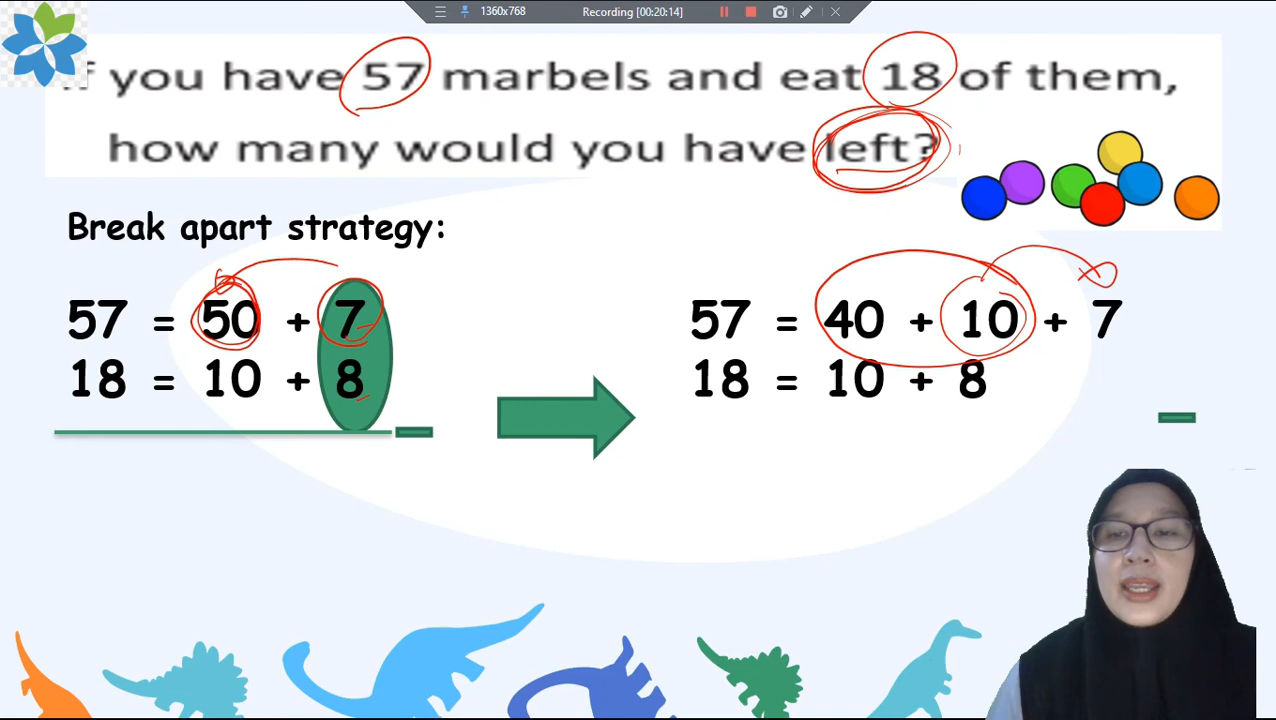 1360x768
Recording [00:20:14]
f you have 57 marbels and eat 18 of them,
how many would you have left?
Break apart strategy:
57 = 50 + 7
18 = 10 + 8
57 = 40 + 10 + 7
18 = 10 + 8